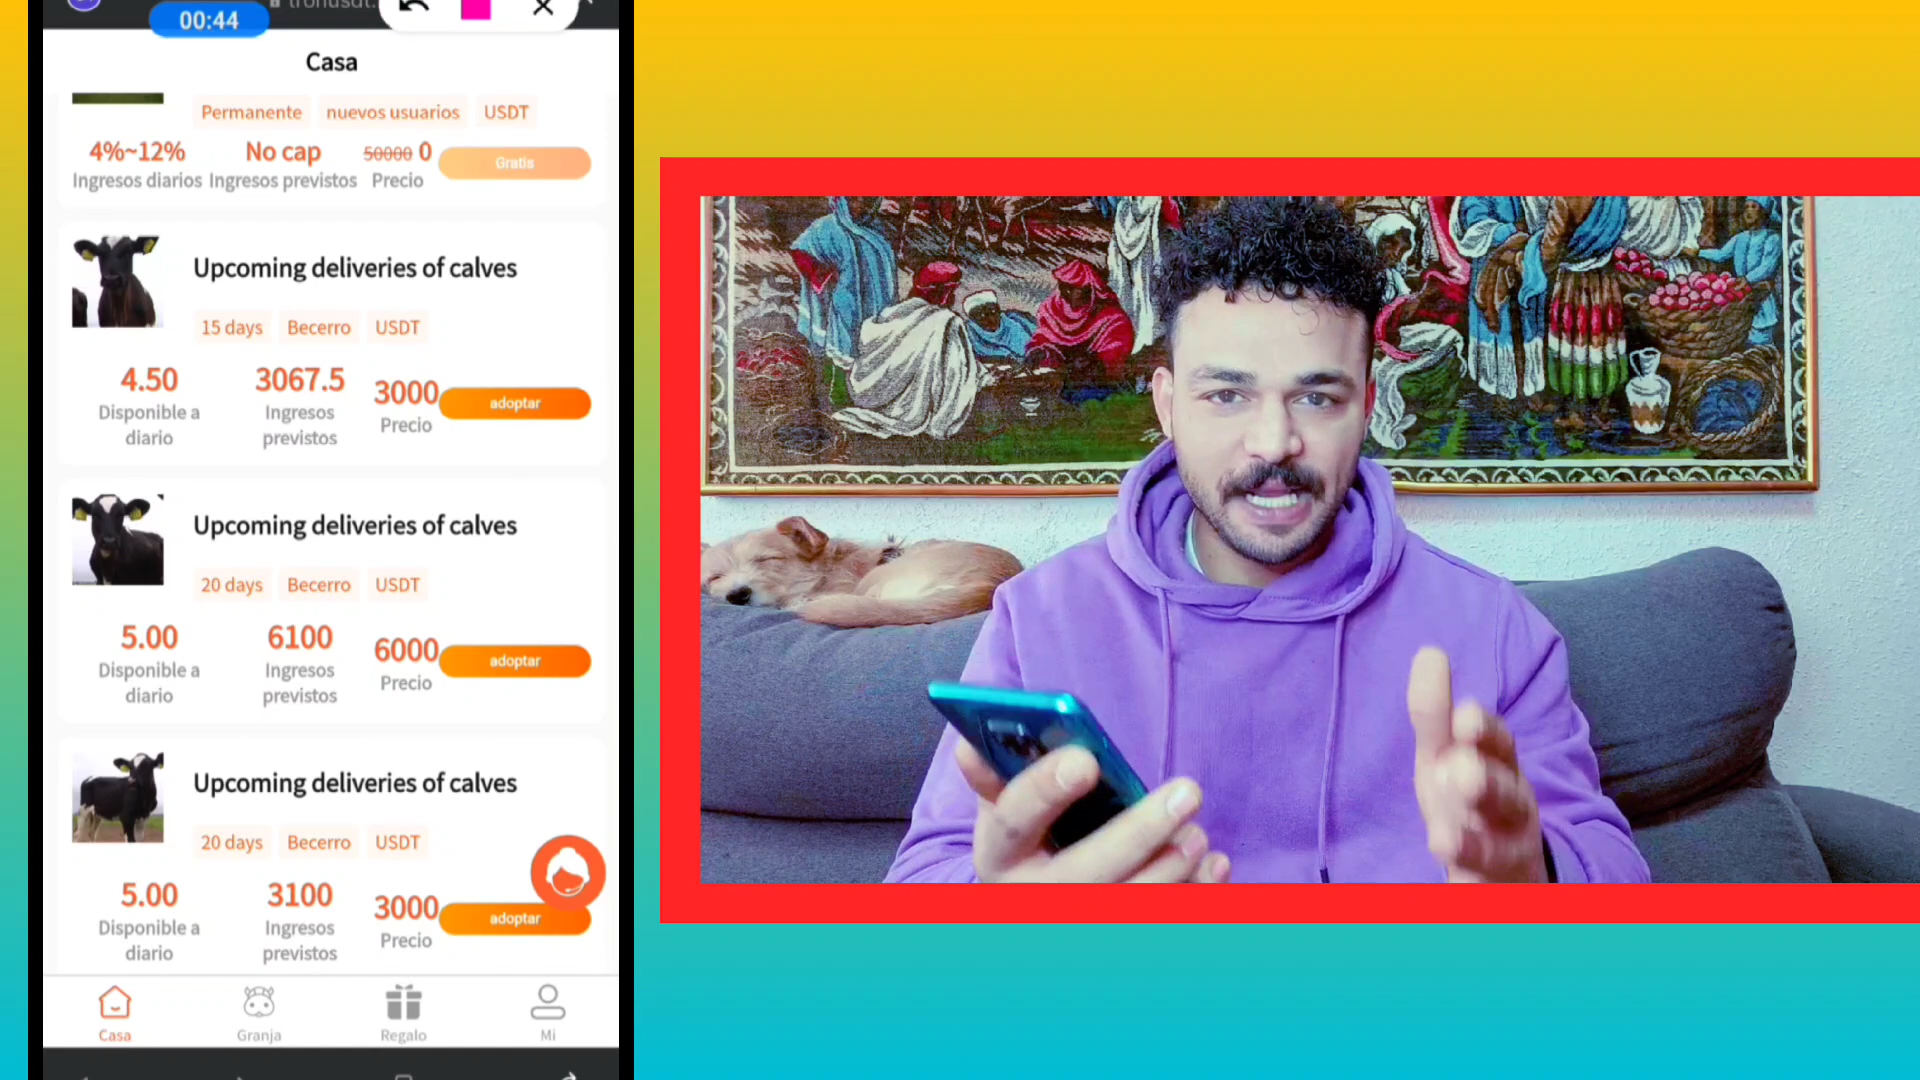 00:44
Casa
Permanente nuevos usuarios USDT
4%~12% No cap 50000 0 Gratis
Ingresos diarios Ingresos previstos Precio
Upcoming deliveries of calves
15 days Becerro USDT
4.50 3067.5 3000 adoptar
Disponible a diario Ingresos previstos Precio
Upcoming deliveries of calves
20 days Becerro USDT
5.00 6100 6000 adoptar
Disponible a diario Ingresos previstos Precio
Upcoming deliveries of calves
20 days Becerro USDT
5.00 3100 3000 adoptar
Disponible a diario Ingresos previstos Precio
Casa Granja Regalo Mi